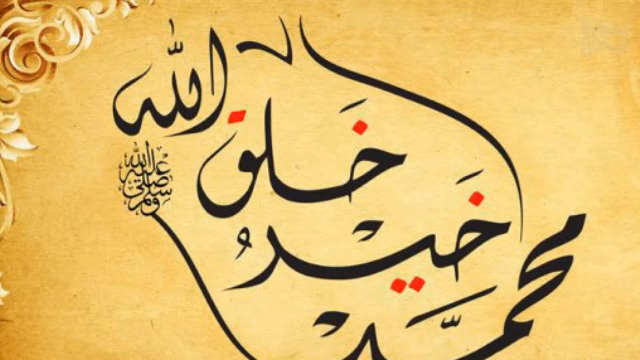 محمد
خير
خلق
الله
صلى الله عليه وسلم